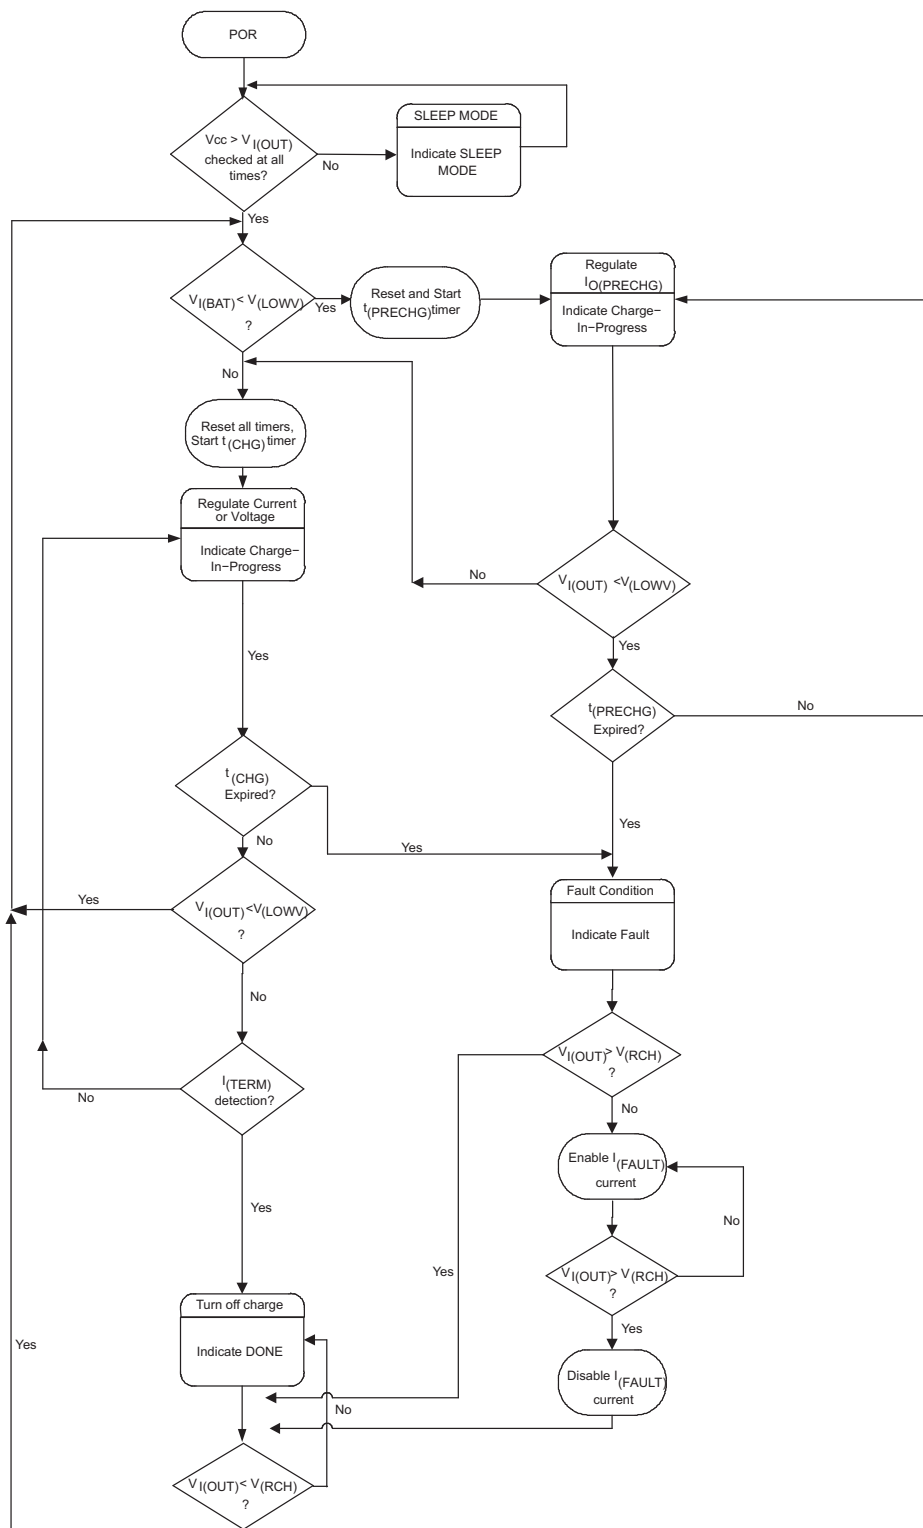 POR
Vcc > V I(OUT)
checked at all
times?
No
SLEEP MODE
Indicate SLEEP
MODE
Yes
V I(BAT) < V (LOWV)
?
Yes
Reset and Start
t (PRECHG) timer
Regulate
I O(PRECHG)
Indicate Charge−
In−Progress
No
Reset all timers,
Start t (CHG) timer
Regulate Current
or Voltage
Indicate Charge−
In−Progress
No
V I(OUT) < V (LOWV)
Yes
Yes
t (PRECHG)
Expired?
No
t (CHG)
Expired?
Yes
Yes
No
V I(OUT) < V (LOWV)
?
Yes
Fault Condition
Indicate Fault
No
V I(OUT) > V (RCH)
?
I (TERM)
detection?
No
No
Enable I (FAULT)
current
Yes
No
V I(OUT) > V (RCH)
?
Yes
Yes
Turn off charge
Indicate DONE
Yes
No
Disable I (FAULT)
current
V I(OUT) < V (RCH)
?